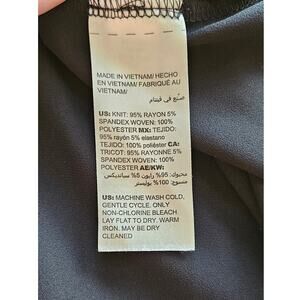 MADE IN VIETNAM/ HECHO
EN VIETNAM/ FABRIQUÉ AU
VIETNAM/
صنع في فيتنام
US: KNIT: 95% RAYON 5%
SPANDEX WOVEN: 100%
POLYESTER MX: TEJIDO:
95% rayón 5% elastano
TEJIDO: 100% poliéster CA:
TRICOT: 95% RAYONNE 5%
SPANDEX WOVEN: 100%
POLYESTER AE/KW:
محبوك: 95% رايون 5% سباندیکس
منسوج: 100% بوليستر
US: MACHINE WASH COLD,
GENTLE CYCLE. ONLY
NON-CHLORINE BLEACH.
LAY FLAT TO DRY. WARM
IRON. MAY BE DRY
CLEANED